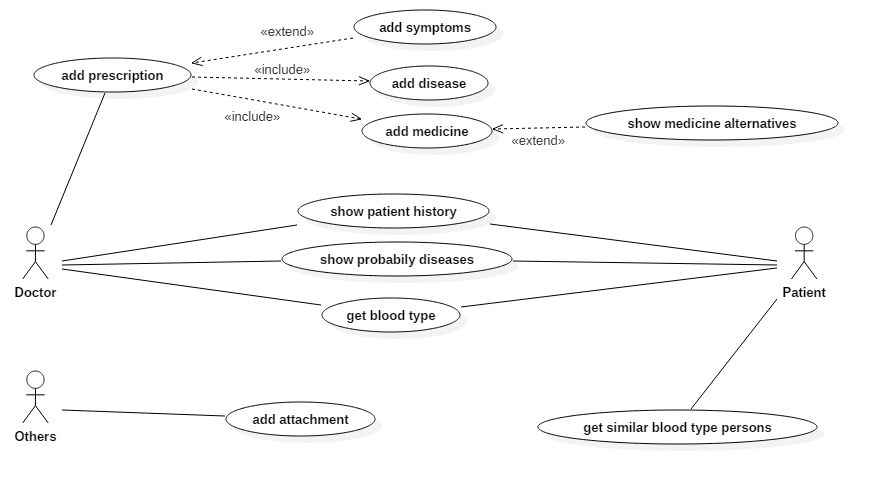 «extend»
add symptoms
add prescription
«include»
add disease
«include»
add medicine
«extend»
show medicine alternatives
show patient history
show probabily diseases
get blood type
Doctor
Patient
add attachment
Others
get similar blood type persons